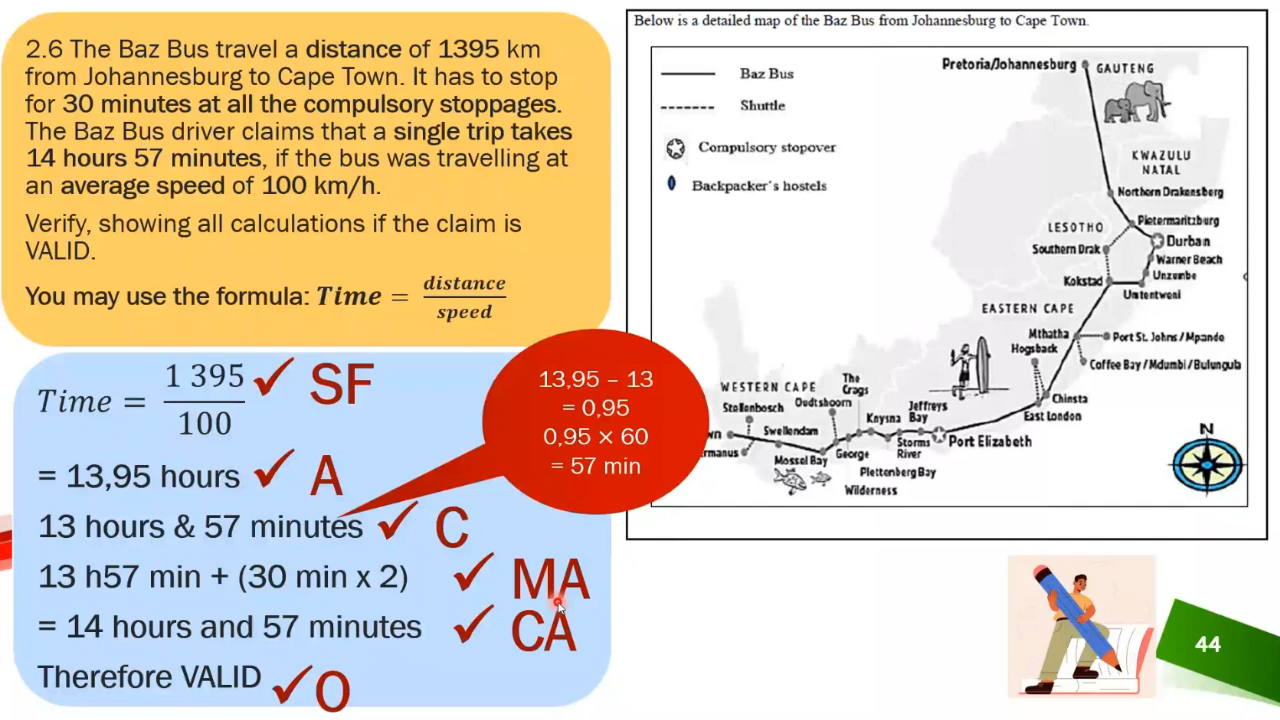 2.6 The Baz Bus travel a distance of 1395 km
from Johannesburg to Cape Town. It has to stop
for 30 minutes at all the compulsory stoppages.
The Baz Bus driver claims that a single trip takes
14 hours 57 minutes, if the bus was travelling at
an average speed of 100 km/h.
Verify, showing all calculations if the claim is
VALID.
You may use the formula: Time = distance / speed
Time = 1 395 / 100 ✓ SF
= 13,95 hours ✓ A
13 hours & 57 minutes ✓ C
13 h57 min + (30 min x 2) ✓ MA
= 14 hours and 57 minutes ✓ CA
Therefore VALID ✓ O
13,95 – 13
= 0,95
0,95 × 60
= 57 min
Below is a detailed map of the Baz Bus from Johannesburg to Cape Town.
Baz Bus
Shuttle
Compulsory stopover
Backpacker's hostels
Pretoria/Johannesburg
GAUTENG
KWAZULU
NATAL
Northern Drakensberg
Pietermaritzburg
LESOTHO
Durban
Southern Drak
Warner Beach
Unzumbe
Kokstad
Umtentweni
EASTERN CAPE
Mthatha
Port St. Johns / Mpande
Hogsback
Coffee Bay / Mdumbi / Bulungula
Chinsta
East London
WESTERN CAPE
The
Crags
Stellenbosch
Oudtshoorn
Jeffreys
Bay
Knysna
wn
Swellendam
Storms
River
Port Elizabeth
rmanus
Mossel Bay
George
Plettenberg Bay
Wilderness
N
44